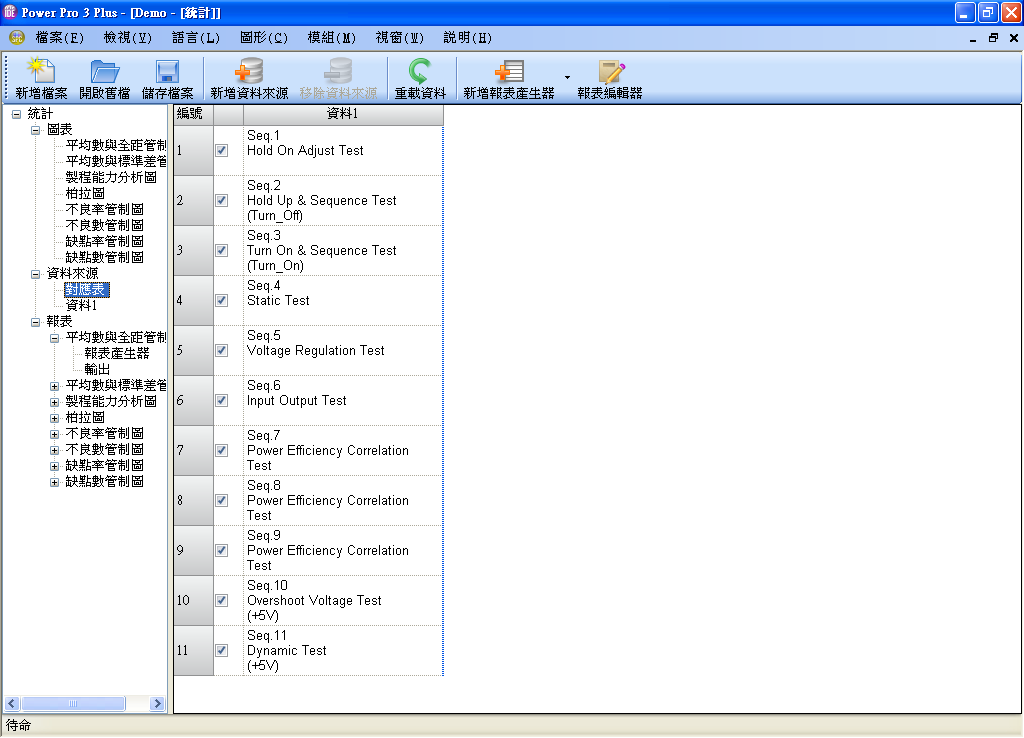 Power Pro 3 Plus - [Demo - [統計]]
檔案(F) 檢視(V) 語言(L) 圖形(C) 模組(M) 視窗(W) 說明(H)
新增檔案 開啟舊檔 儲存檔案 新增資料來源 移除資料來源 重載資料 新增報表產生器 報表編輯器
統計
圖表
平均數與全距管制
平均數與標準差管
製程能力分析圖
柏拉圖
不良率管制圖
不良數管制圖
缺點率管制圖
缺點數管制圖
資料來源
對應表
資料1
報表
平均數與全距管制
報表產生器
輸出
平均數與標準差管
製程能力分析圖
柏拉圖
不良率管制圖
不良數管制圖
缺點率管制圖
缺點數管制圖
編號 資料1
1
Seq.1
Hold On Adjust Test
2
Seq.2
Hold Up & Sequence Test
(Turn_Off)
3
Seq.3
Turn On & Sequence Test
(Turn_On)
4
Seq.4
Static Test
5
Seq.5
Voltage Regulation Test
6
Seq.6
Input Output Test
7
Seq.7
Power Efficiency Correlation
Test
8
Seq.8
Power Efficiency Correlation
Test
9
Seq.9
Power Efficiency Correlation
Test
10
Seq.10
Overshoot Voltage Test
(+5V)
11
Seq.11
Dynamic Test
(+5V)
待命